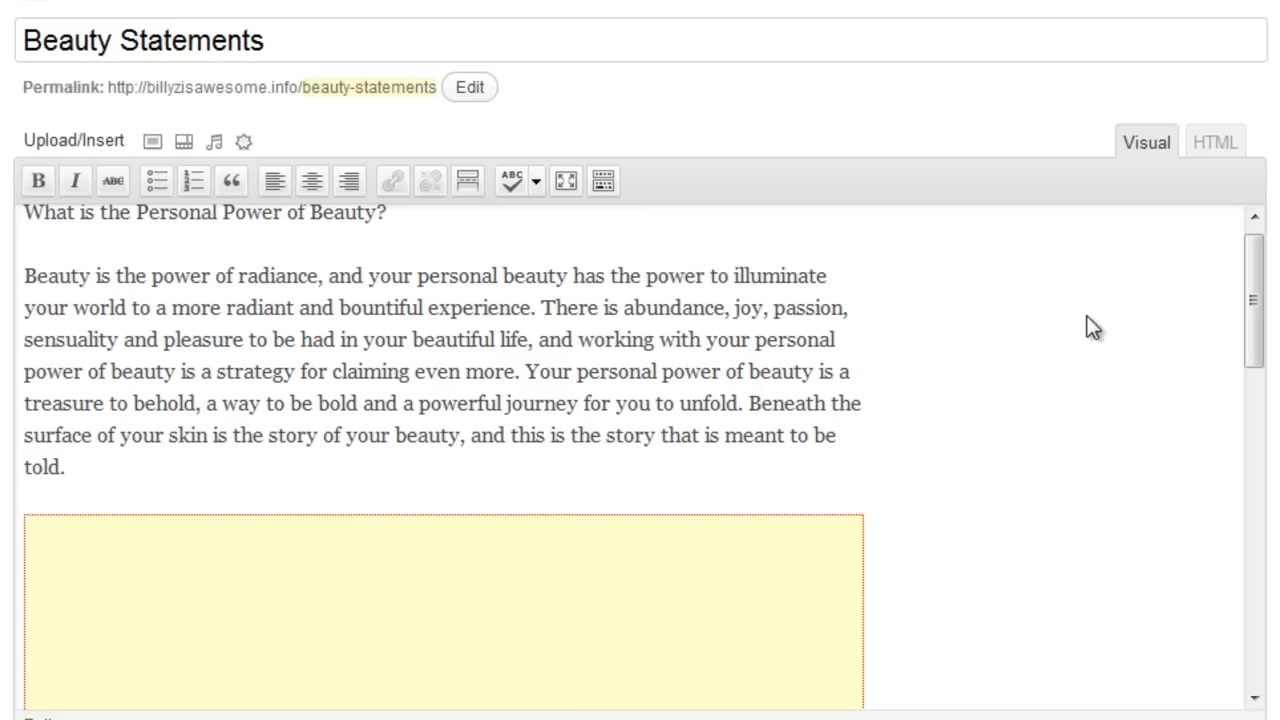 Beauty Statements
Permalink: http://billyzisawesome.info/beauty-statements Edit
Upload/Insert
Visual HTML
B I ABC ABC
What is the Personal Power of Beauty?
Beauty is the power of radiance, and your personal beauty has the power to illuminate
your world to a more radiant and bountiful experience. There is abundance, joy, passion,
sensuality and pleasure to be had in your beautiful life, and working with your personal
power of beauty is a strategy for claiming even more. Your personal power of beauty is a
treasure to behold, a way to be bold and a powerful journey for you to unfold. Beneath the
surface of your skin is the story of your beauty, and this is the story that is meant to be
told.